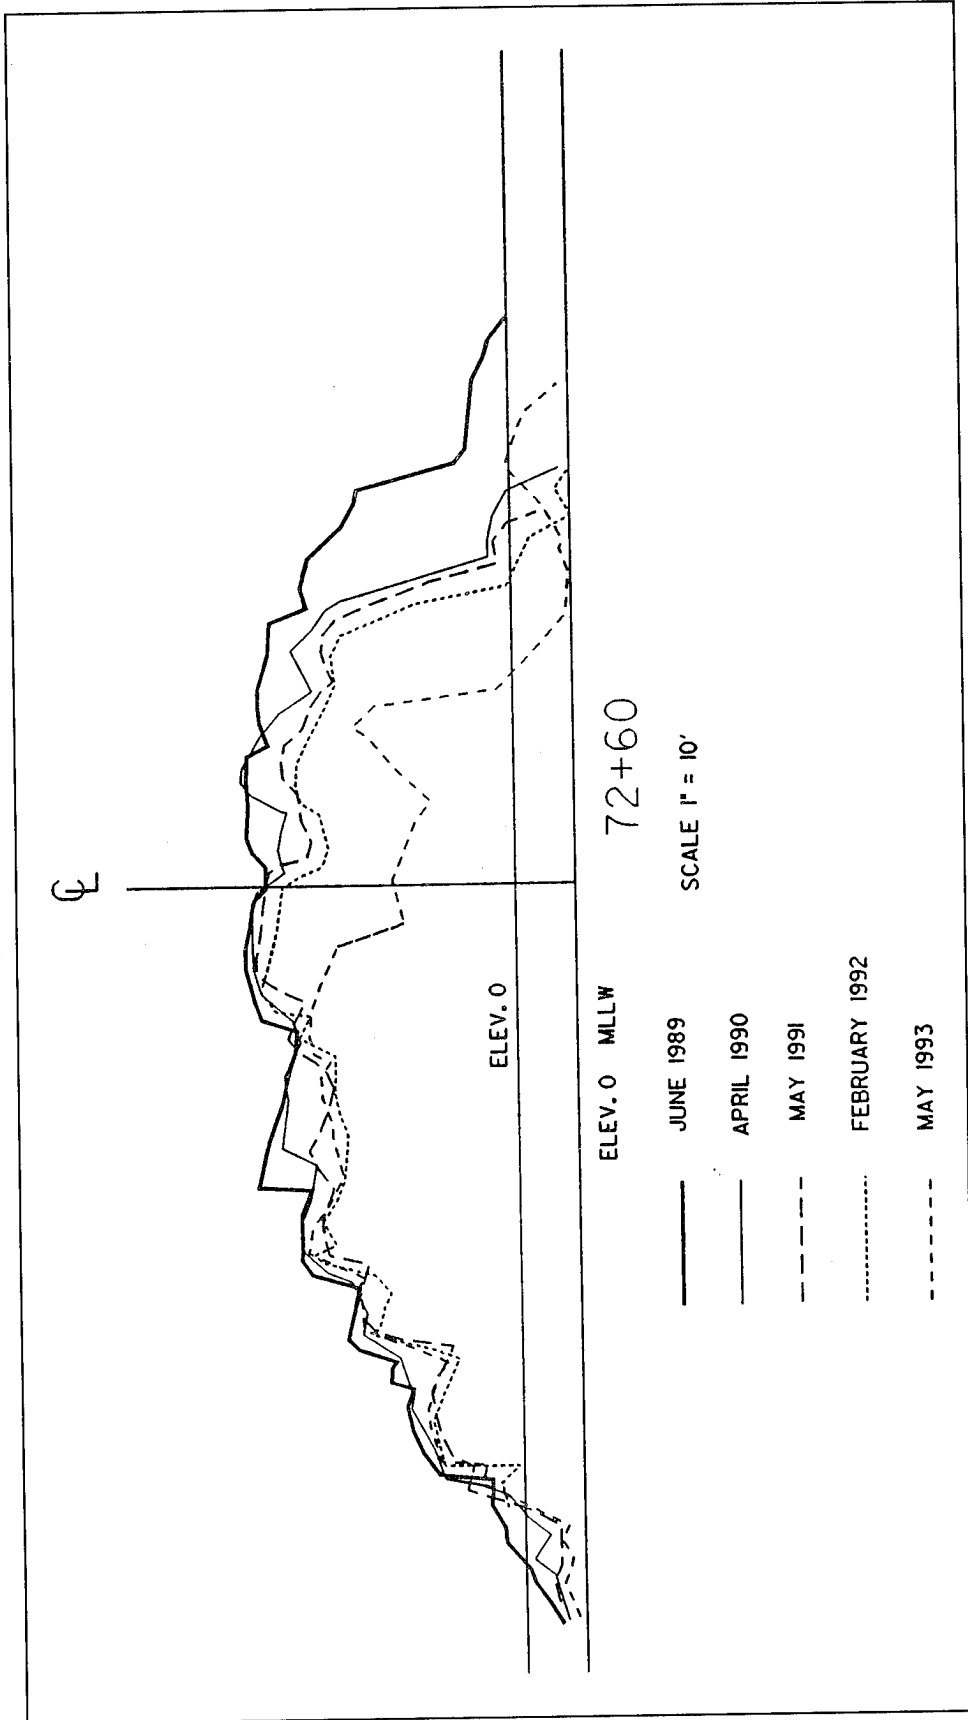 ℄
ELEV. 0
ELEV. 0 MLLW
72+60
SCALE 1" = 10'
JUNE 1989
APRIL 1990
MAY 1991
FEBRUARY 1992
MAY 1993